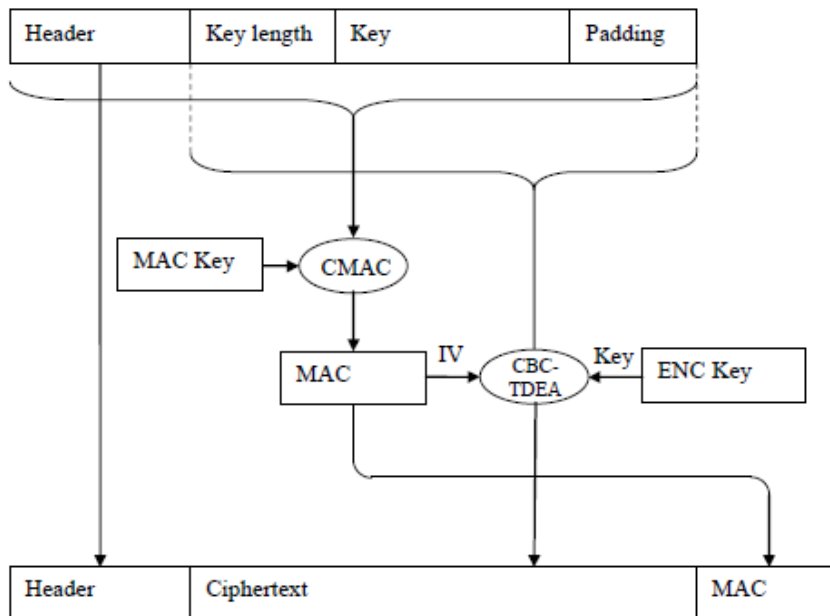 Header Key length Key Padding
MAC Key
CMAC
MAC
IV
CBC-
TDEA
Key
ENC Key
Header Ciphertext MAC